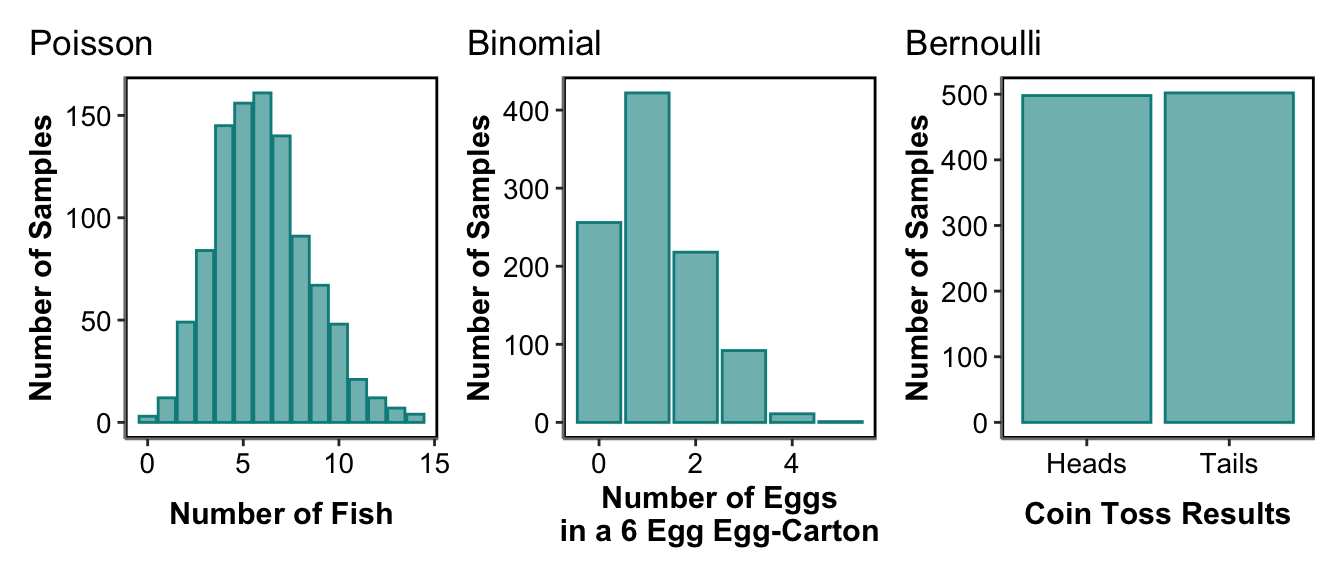 Poisson
Number of Samples
150
100
50
0
0 5 10 15
Number of Fish
Binomial
Number of Samples
400
300
200
100
0
0 2 4
Number of Eggs
in a 6 Egg Egg-Carton
Bernoulli
Number of Samples
500
400
300
200
100
0
Heads Tails
Coin Toss Results